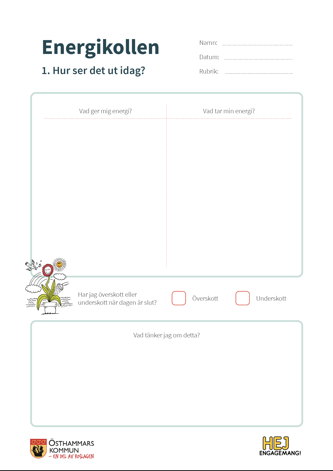 Energikollen
1. Hur ser det ut idag?
Namn:
Datum:
Rubrik:
Vad ger mig energi?
Vad tar min energi?
Har jag överskott eller
underskott när dagen är slut?
Överskott
Underskott
Vad tänker jag om detta?
ÖSTHAMMARS
KOMMUN
– EN DEL AV ROSLAGEN
HEJ
ENGAGEMANG!